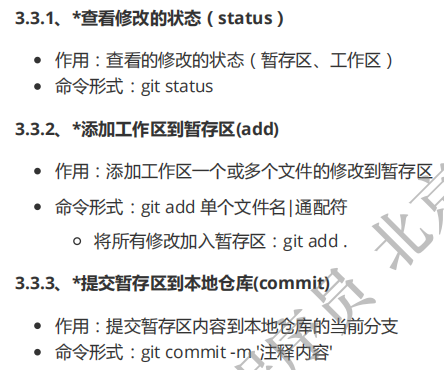 3.3.1、*查看修改的状态（status）
作用：查看的修改的状态（暂存区、工作区）
命令形式：git status
3.3.2、*添加工作区到暂存区(add)
作用：添加工作区一个或多个文件的修改到暂存区
命令形式：git add 单个文件名|通配符
将所有修改加入暂存区：git add .
3.3.3、*提交暂存区到本地仓库(commit)
作用：提交暂存区内容到本地仓库的当前分支
命令形式：git commit -m '注释内容'
程序员 北京